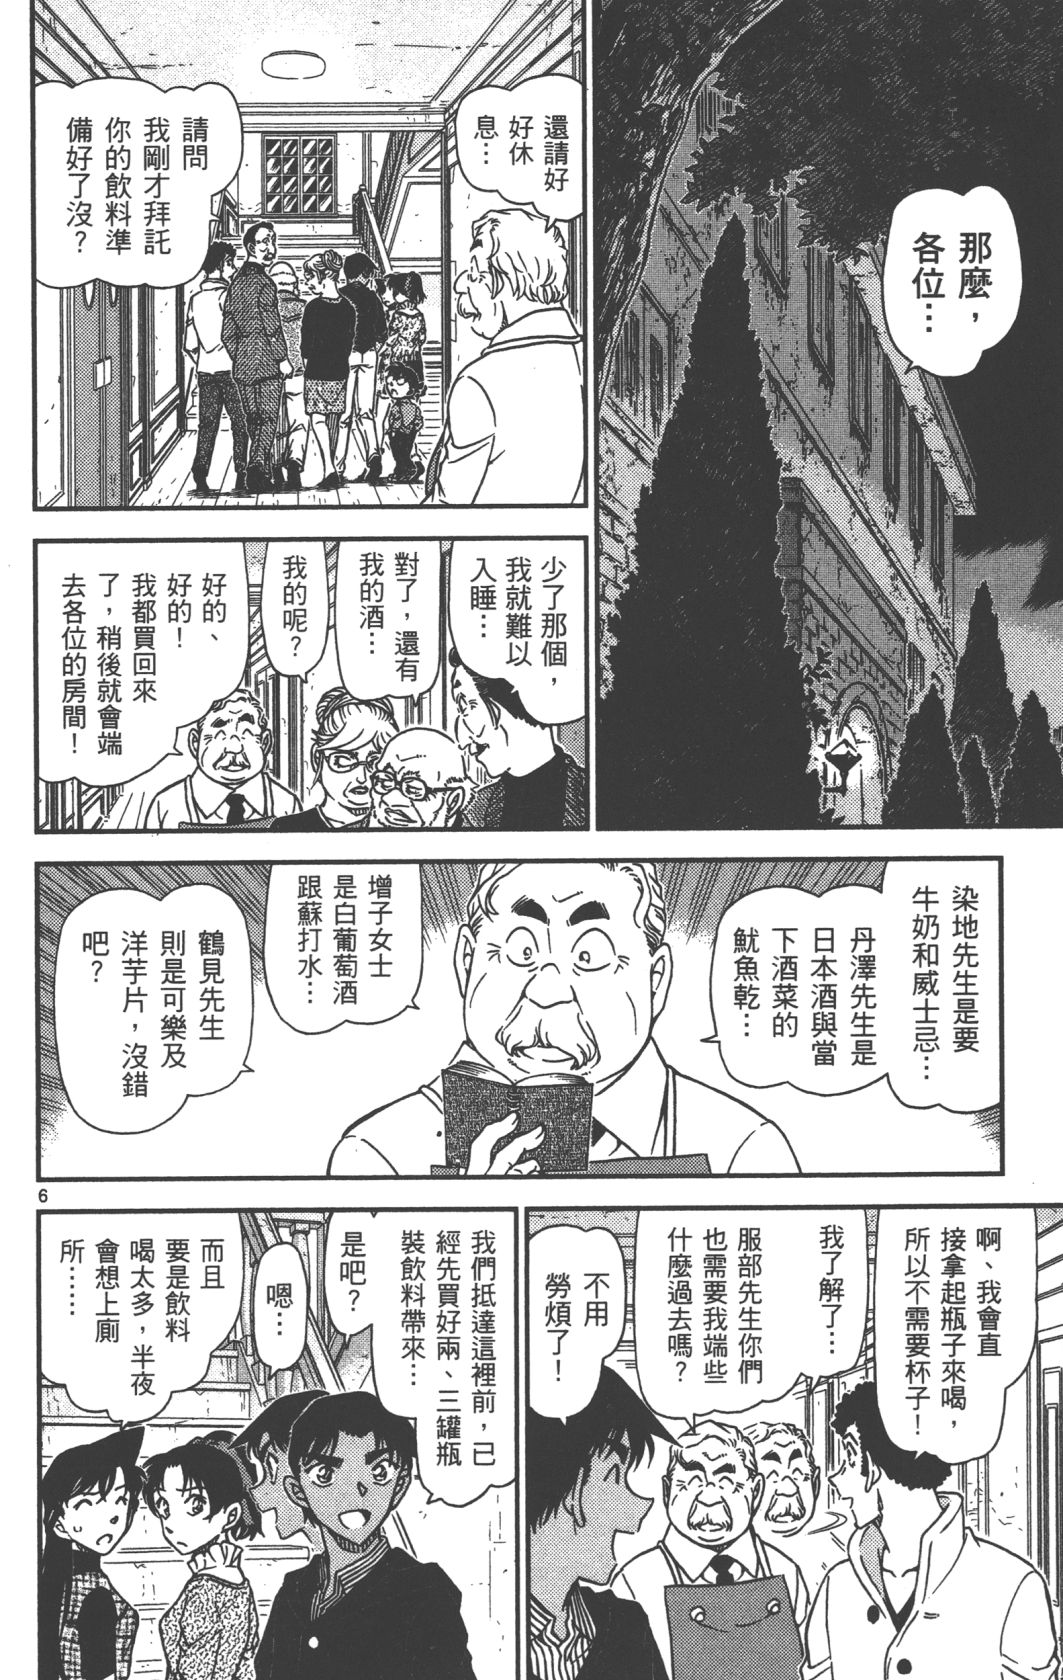 那麼，
各位…
還請好
好休
息…
請問
我剛才拜託
你的飲料準
備好了沒？
少了那個，
我就難以
入睡…
對了，還有
我的酒…
我的呢？
好的、
好的！
我都買回來
了，稍後就會端
去各位的房間！
染地先生是要
牛奶和威士忌…
丹澤先生是
日本酒與當
下酒菜的
魷魚乾…
增子女士
是白葡萄酒
跟蘇打水…
鶴見先生
則是可樂及
洋芋片，沒錯
吧？
6
啊、我會直
接拿起瓶子來喝，
所以不需要杯子！
我了解了…
服部先生你們
也需要我端些
什麼過去嗎？
不用
勞煩了！
我們抵達這裡前，已
經先買好兩、三罐瓶
裝飲料帶來…
是吧？
嗯…
而且
要是飲料
喝太多，半夜
會想上廁
所……